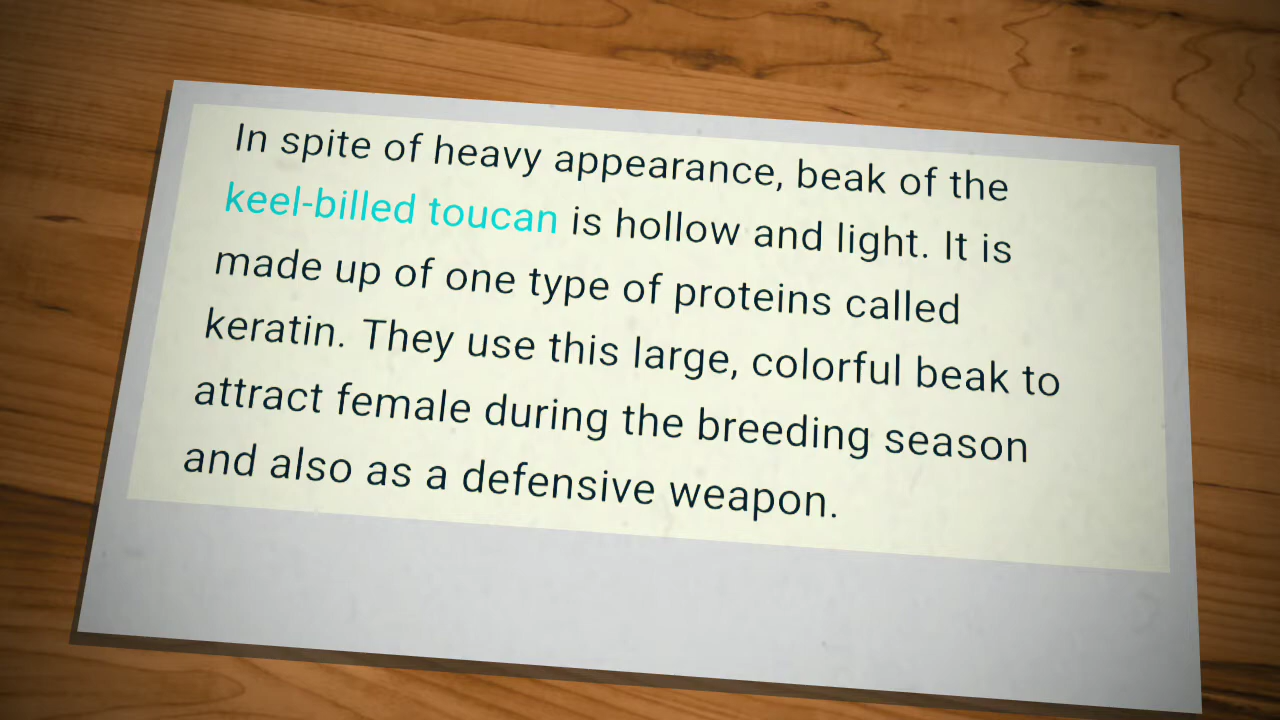 In spite of heavy appearance, beak of the
keel-billed toucan is hollow and light. It is
made up of one type of proteins called
keratin. They use this large, colorful beak to
attract female during the breeding season
and also as a defensive weapon.